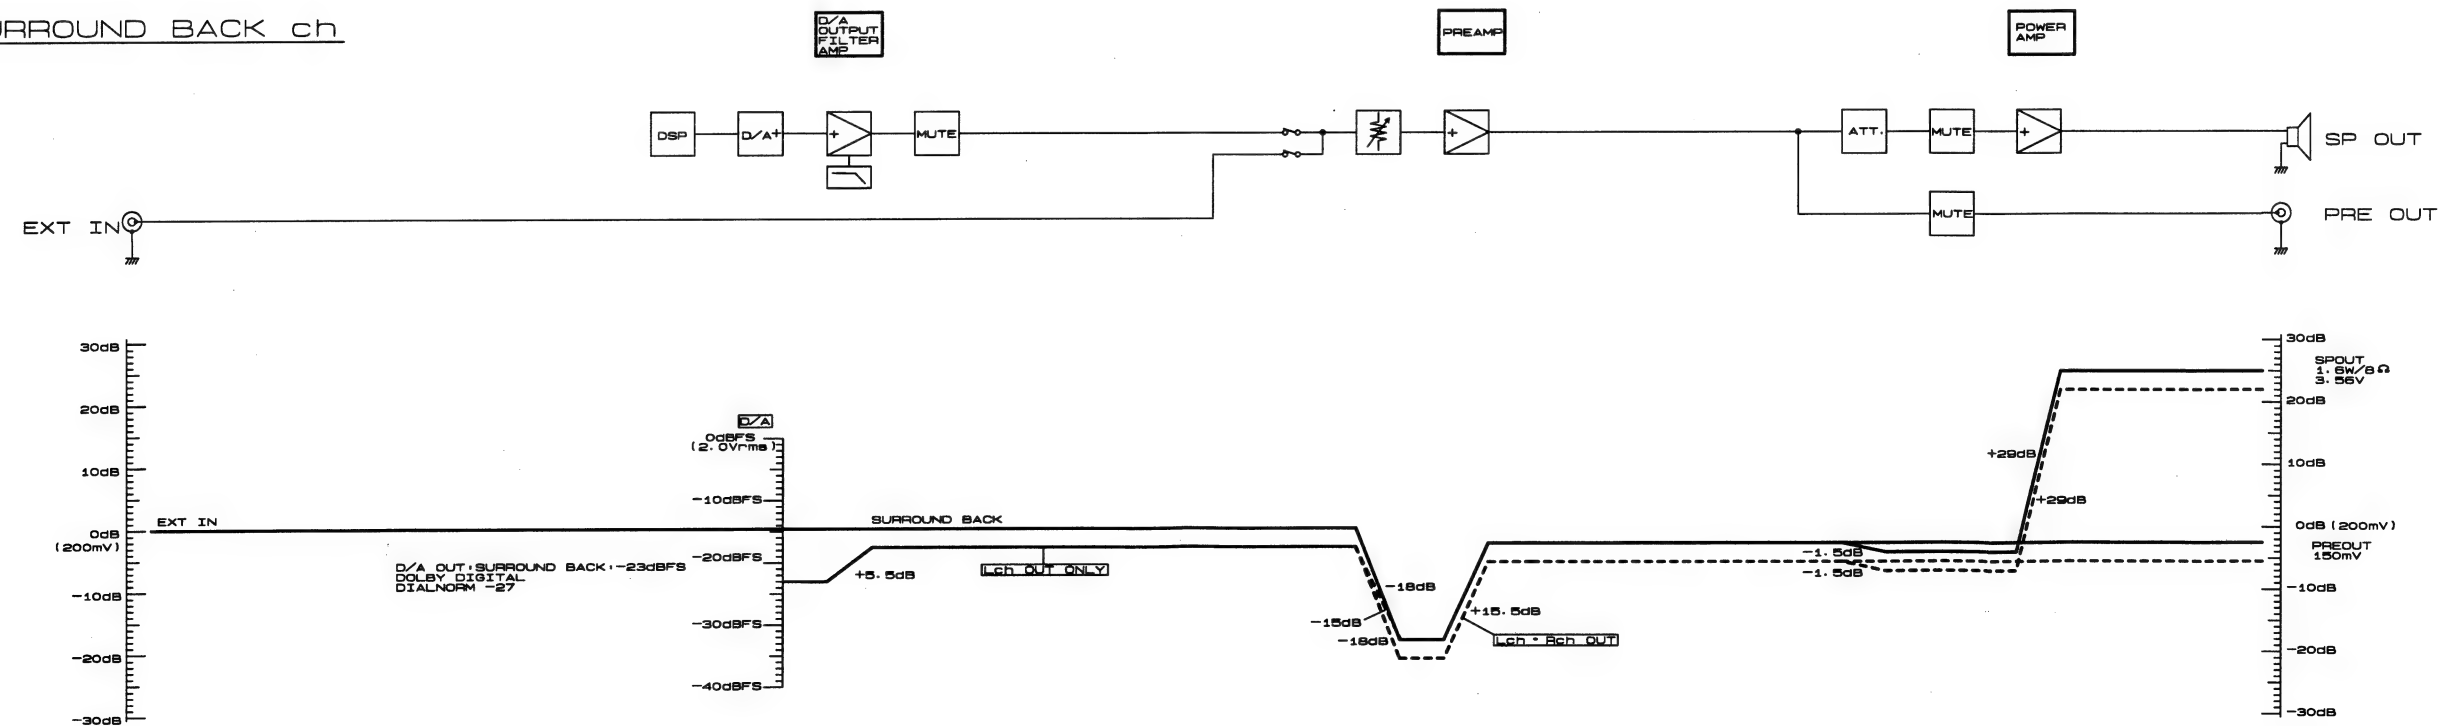 URROUND BACK ch
D/A
OUTPUT
FILTER
AMP
PREAMP
POWER
AMP
DSP
D/A+
+
MUTE
+
ATT.
MUTE
+
SP OUT
EXT IN
MUTE
PRE OUT
30dB
20dB
10dB
0dB
(200mV)
-10dB
-20dB
-30dB
EXT IN
D/A
0dBFS
(2.0Vrms)
-10dBFS
-20dBFS
-30dBFS
-40dBFS
D/A OUT:SURROUND BACK:-23dBFS
DOLBY DIGITAL
DIALNORM -27
+5.5dB
SURROUND BACK
Lch OUT ONLY
-18dB
-15dB
-18dB
+15.5dB
Lch · Rch OUT
-1.5dB
-1.5dB
+29dB
+29dB
30dB
SPOUT
1.6W/8Ω
3.56V
20dB
10dB
0dB (200mV)
PREOUT
150mV
-10dB
-20dB
-30dB